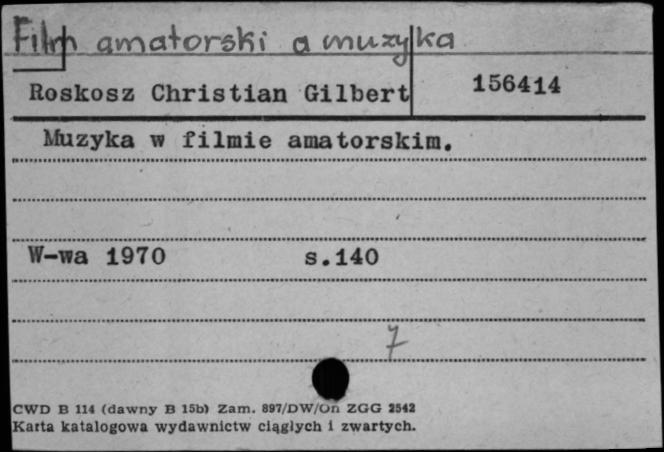 Film amatorski a muzyka
Roskosz Christian Gilbert 156414
Muzyka w filmie amatorskim.
W-wa 1970 s.140
7
CWD B 114 (dawny B 15b) Zam. 897/DW/On ZGG 2542
Karta katalogowa wydawnictw ciągłych i zwartych.